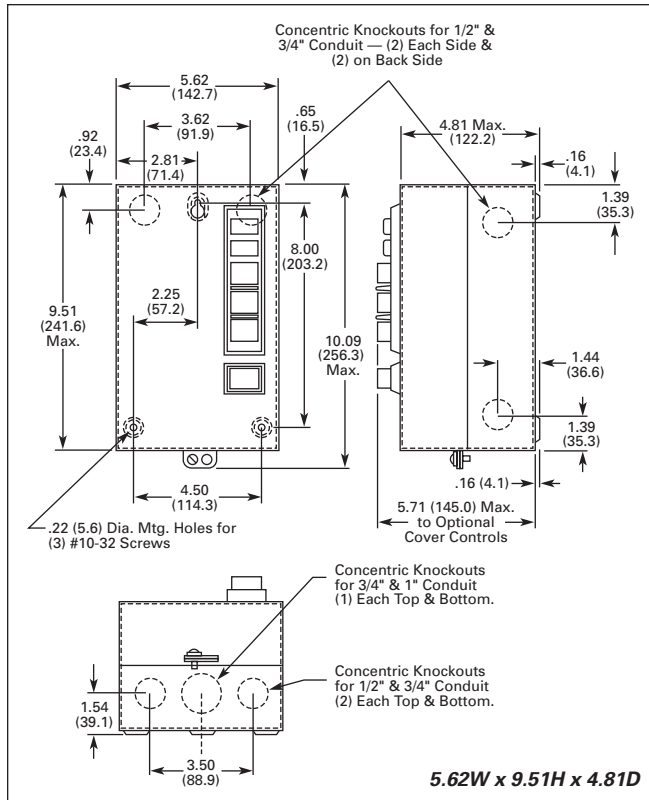 Concentric Knockouts for 1/2" &
3/4" Conduit — (2) Each Side &
(2) on Back Side
5.62
(142.7)
3.62
(91.9)
.65
(16.5)
.92
(23.4)
2.81
(71.4)
4.81 Max.
(122.2)
.16
(4.1)
1.39
(35.3)
8.00
(203.2)
2.25
(57.2)
9.51
(241.6)
Max.
10.09
(256.3)
Max.
1.44
(36.6)
1.39
(35.3)
4.50
(114.3)
.16 (4.1)
.22 (5.6) Dia. Mtg. Holes for
(3) #10-32 Screws
5.71 (145.0) Max.
to Optional
Cover Controls
Concentric Knockouts
for 3/4" & 1" Conduit
(1) Each Top & Bottom.
Concentric Knockouts
for 1/2" & 3/4" Conduit
(2) Each Top & Bottom.
1.54
(39.1)
3.50
(88.9)
5.62W x 9.51H x 4.81D